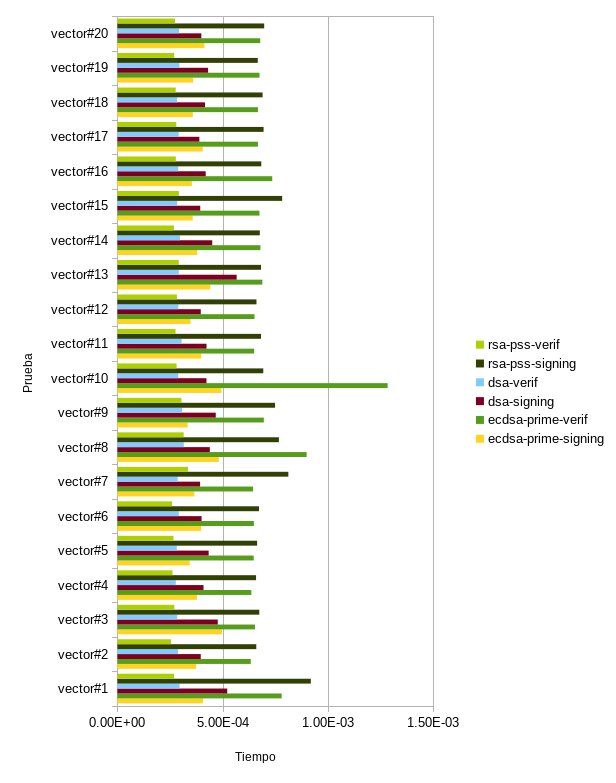 vector#20
vector#19
vector#18
vector#17
vector#16
vector#15
vector#14
vector#13
vector#12
vector#11
vector#10
vector#9
vector#8
vector#7
vector#6
vector#5
vector#4
vector#3
vector#2
vector#1
Prueba
0.00E+00 5.00E-04 1.00E-03 1.50E-03
Tiempo
rsa-pss-verif
rsa-pss-signing
dsa-verif
dsa-signing
ecdsa-prime-verif
ecdsa-prime-signing